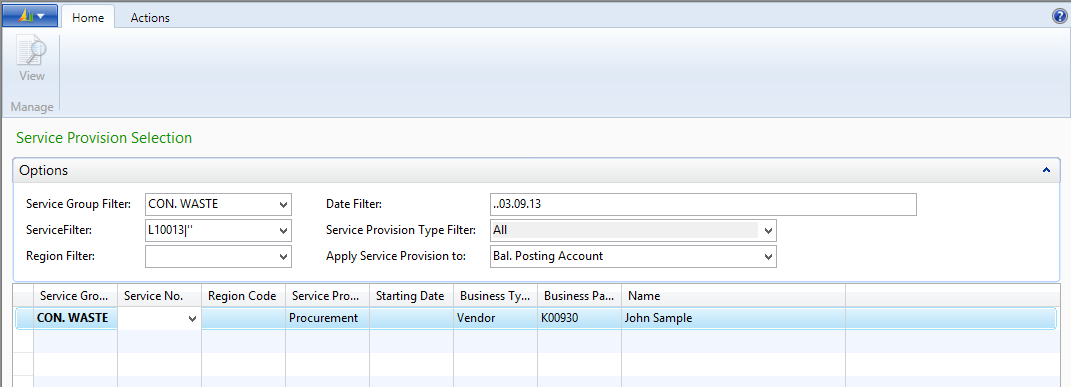 Home Actions
View
Manage
Service Provision Selection
Options
Service Group Filter: CON. WASTE Date Filter: ..03.09.13
ServiceFilter: L10013|'' Service Provision Type Filter: All
Region Filter: Apply Service Provision to: Bal. Posting Account
Service Gro... Service No. Region Code Service Pro... Starting Date Business Ty... Business Pa... Name
CON. WASTE Procurement Vendor K00930 John Sample